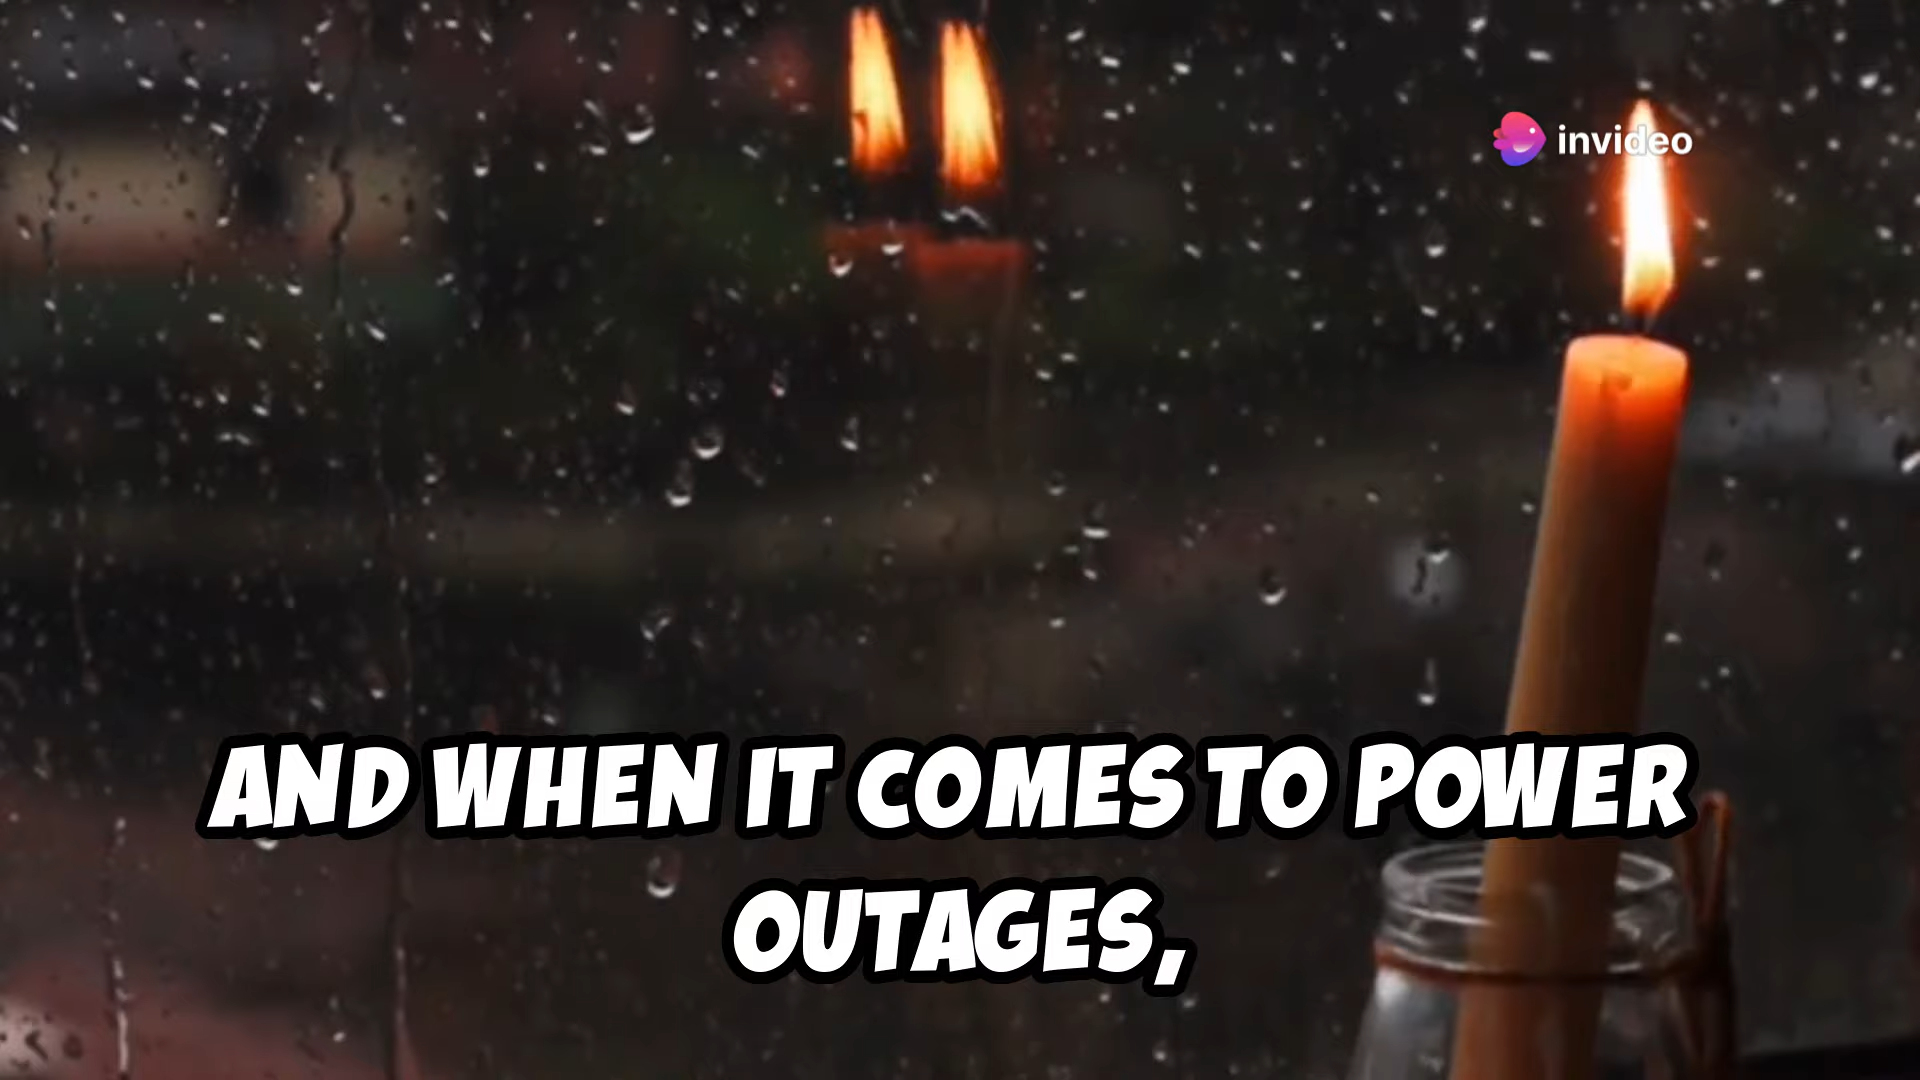 invideo
AND WHEN IT COMES TO POWER
OUTAGES,